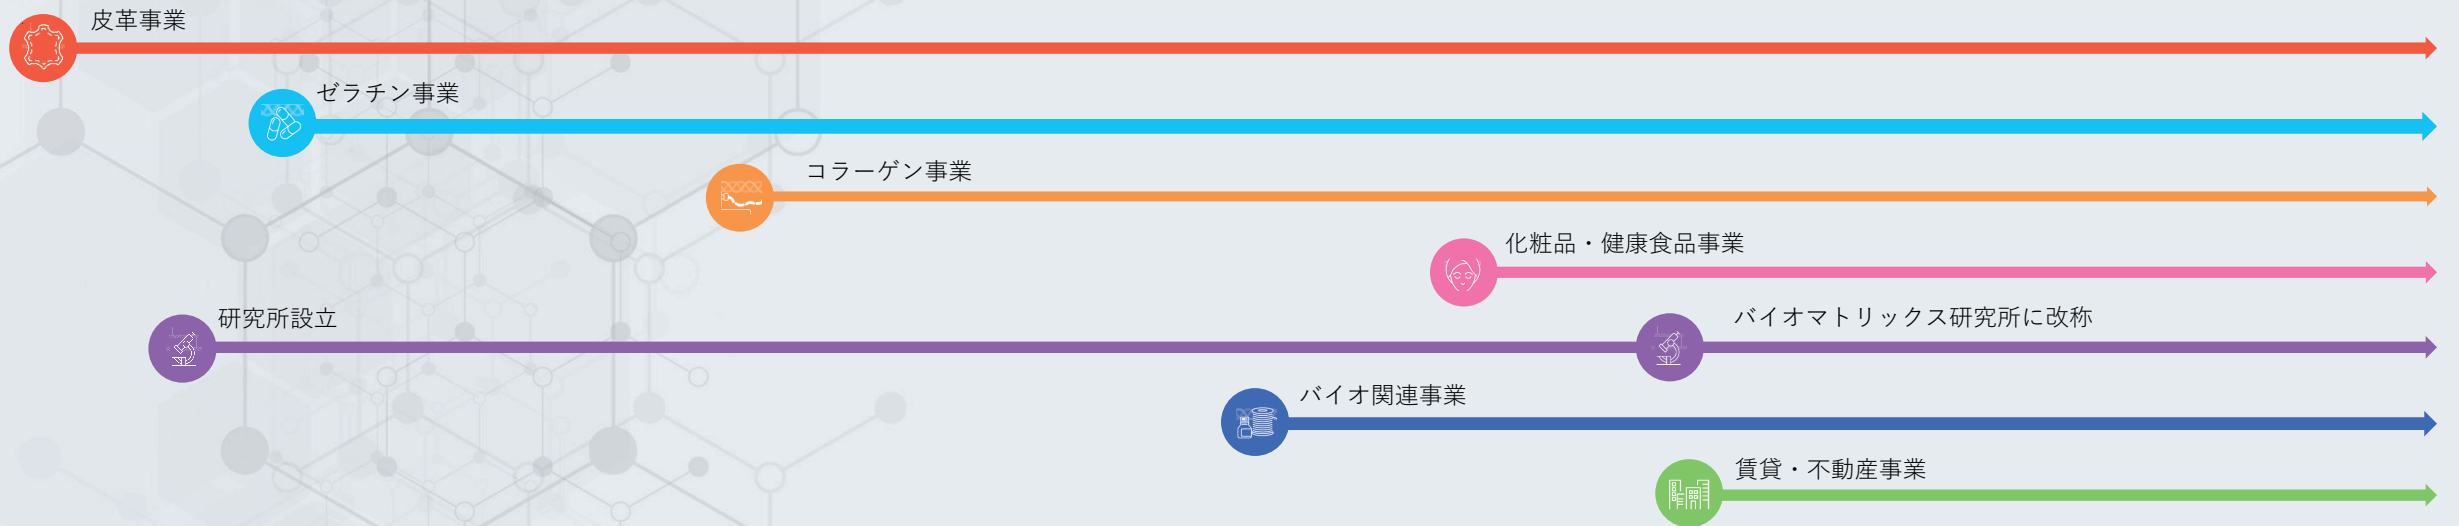 皮革事業
ゼラチン事業
コラーゲン事業
化粧品・健康食品事業
研究所設立
バイオマトリックス研究所に改称
バイオ関連事業
賃貸・不動産事業